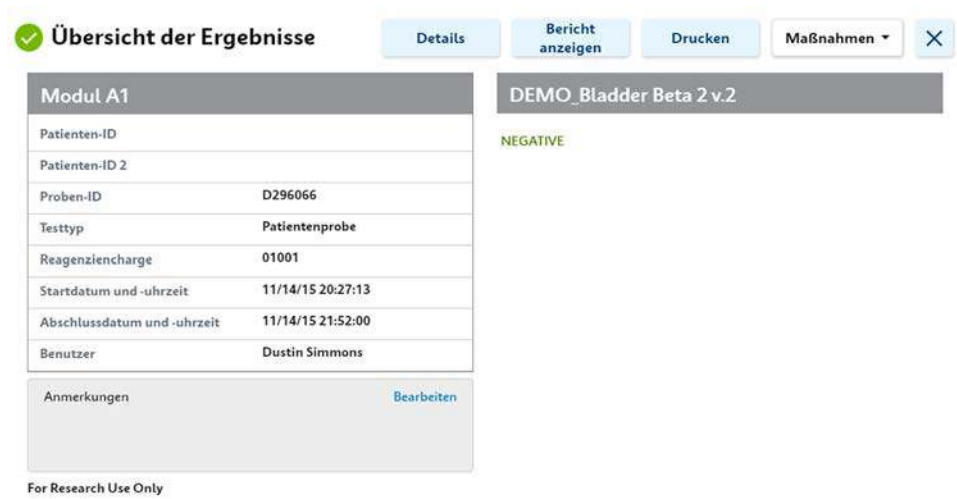 Übersicht der Ergebnisse
Details
Bericht
anzeigen
Drucken
Maßnahmen
Modul A1
Patienten-ID
Patienten-ID 2
Proben-ID D296066
Testtyp Patientenprobe
Reagenziencharge 01001
Startdatum und -uhrzeit 11/14/15 20:27:13
Abschlussdatum und -uhrzeit 11/14/15 21:52:00
Benutzer Dustin Simmons
Anmerkungen Bearbeiten
For Research Use Only
DEMO_Bladder Beta 2 v.2
NEGATIVE